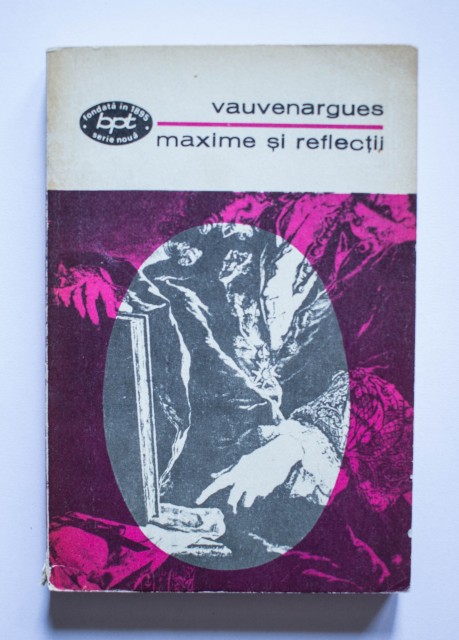 fondată în 1895
bpt
serie nouă
vauvenargues
maxime și reflecții